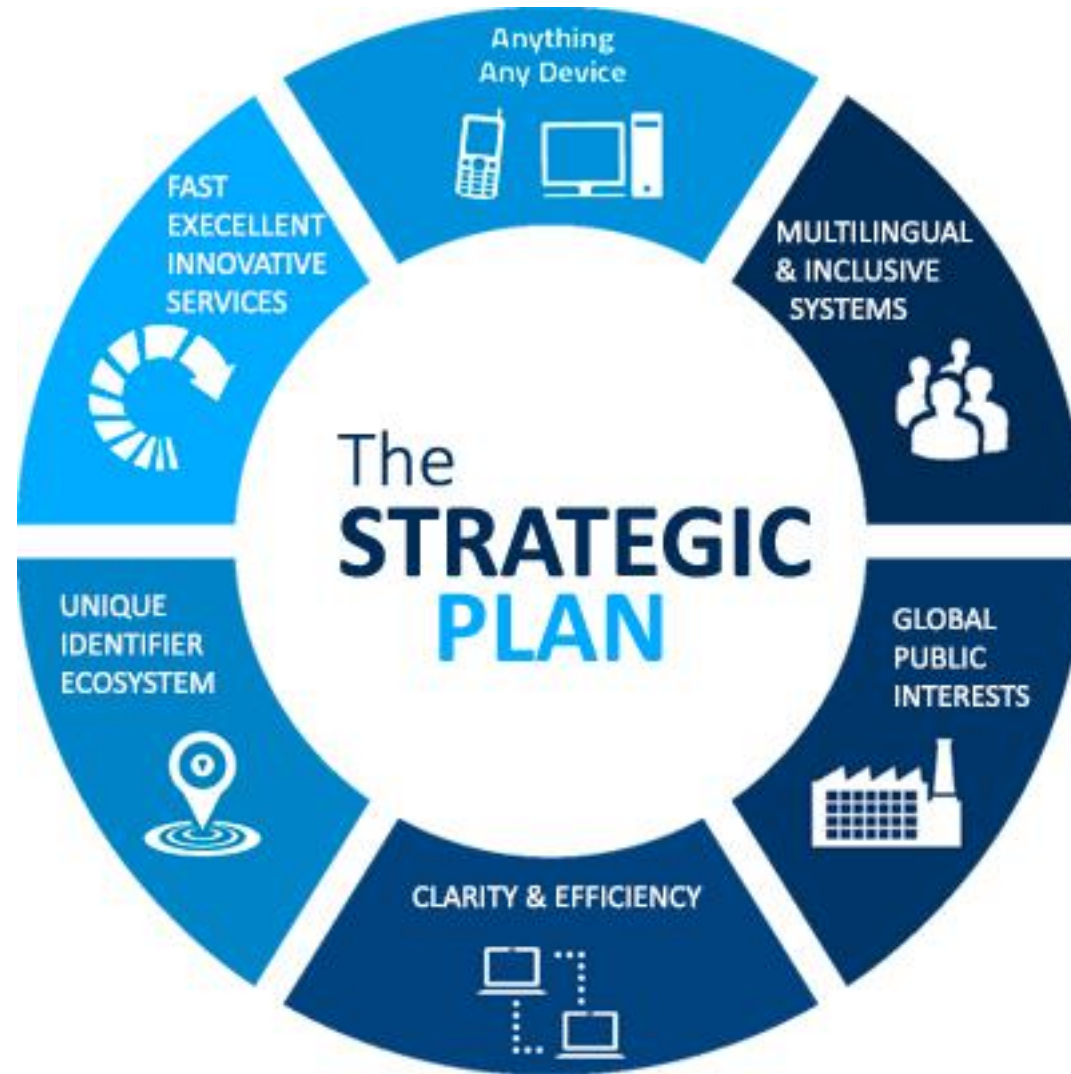 Anything
Any Device
MULTILINGUAL
& INCLUSIVE
SYSTEMS
GLOBAL
PUBLIC
INTERESTS
CLARITY & EFFICIENCY
UNIQUE
IDENTIFIER
ECOSYSTEM
FAST
EXECELLENT
INNOVATIVE
SERVICES
The
STRATEGIC
PLAN